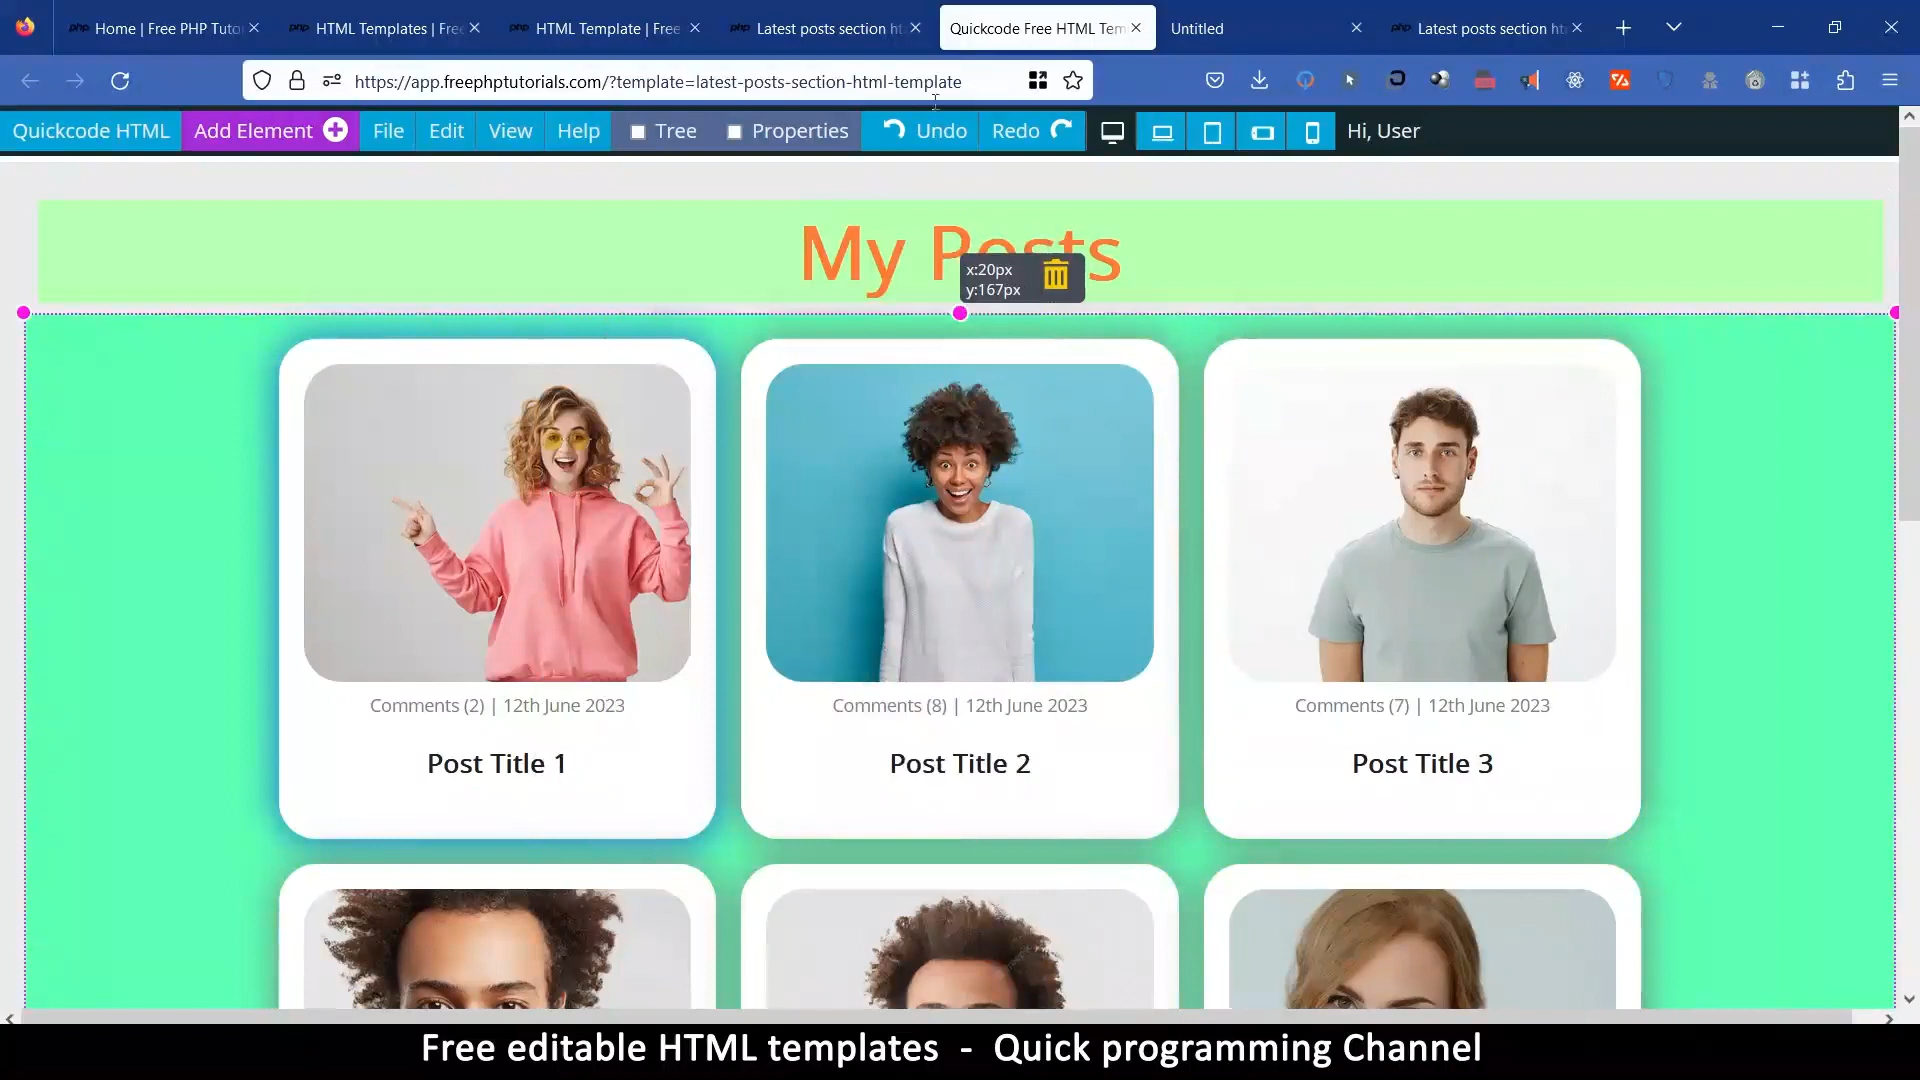 Home | Free PHP Tuto
HTML Templates | Free
HTML Template | Free
Latest posts section ht
Quickcode Free HTML Tem
Untitled
Latest posts section ht
https://app.freephptutorials.com/?template=latest-posts-section-html-template
Quickcode HTML
Add Element
File
Edit
View
Help
Tree
Properties
Undo
Redo
Hi, User
My Posts
x:20px
y:167px
Comments (2) | 12th June 2023
Post Title 1
Comments (8) | 12th June 2023
Post Title 2
Comments (7) | 12th June 2023
Post Title 3
Free editable HTML templates - Quick programming Channel